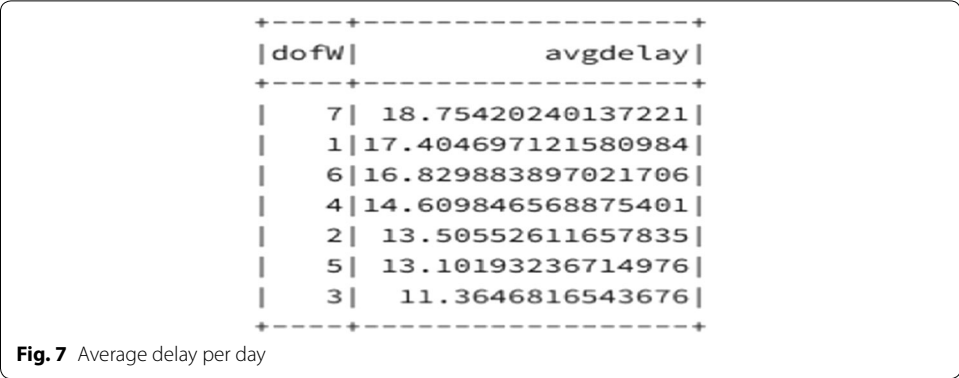 +----+------------------+
|dofW|          avgdelay|
+----+------------------+
|   7| 18.75420240137221|
|   1|17.404697121580984|
|   6|16.829883897021706|
|   4|14.609846568875401|
|   2| 13.50552611657835|
|   5| 13.10193236714976|
|   3|  11.3646816543676|
+----+------------------+
Fig. 7 Average delay per day